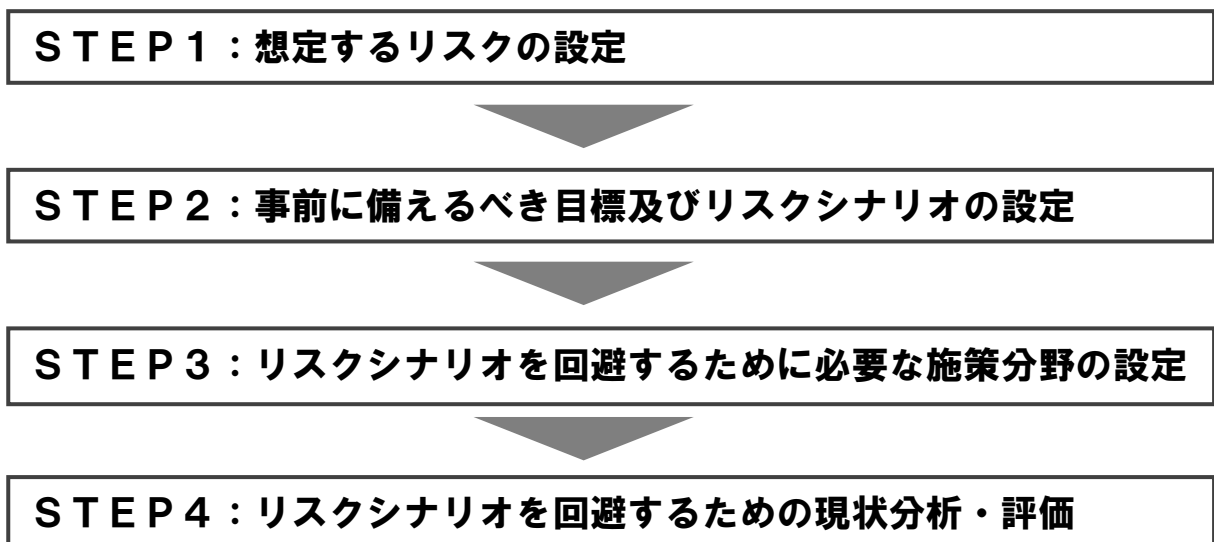 ＳＴＥＰ１：想定するリスクの設定
ＳＴＥＰ２：事前に備えるべき目標及びリスクシナリオの設定
ＳＴＥＰ３：リスクシナリオを回避するために必要な施策分野の設定
ＳＴＥＰ４：リスクシナリオを回避するための現状分析・評価